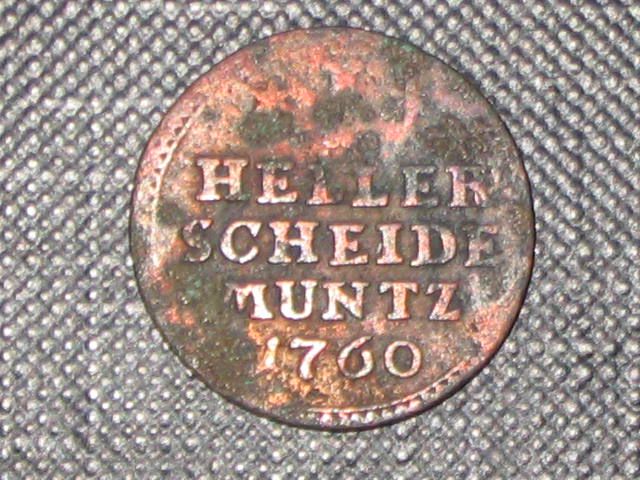 HELLER
SCHEIDE
MUNTZ
1760